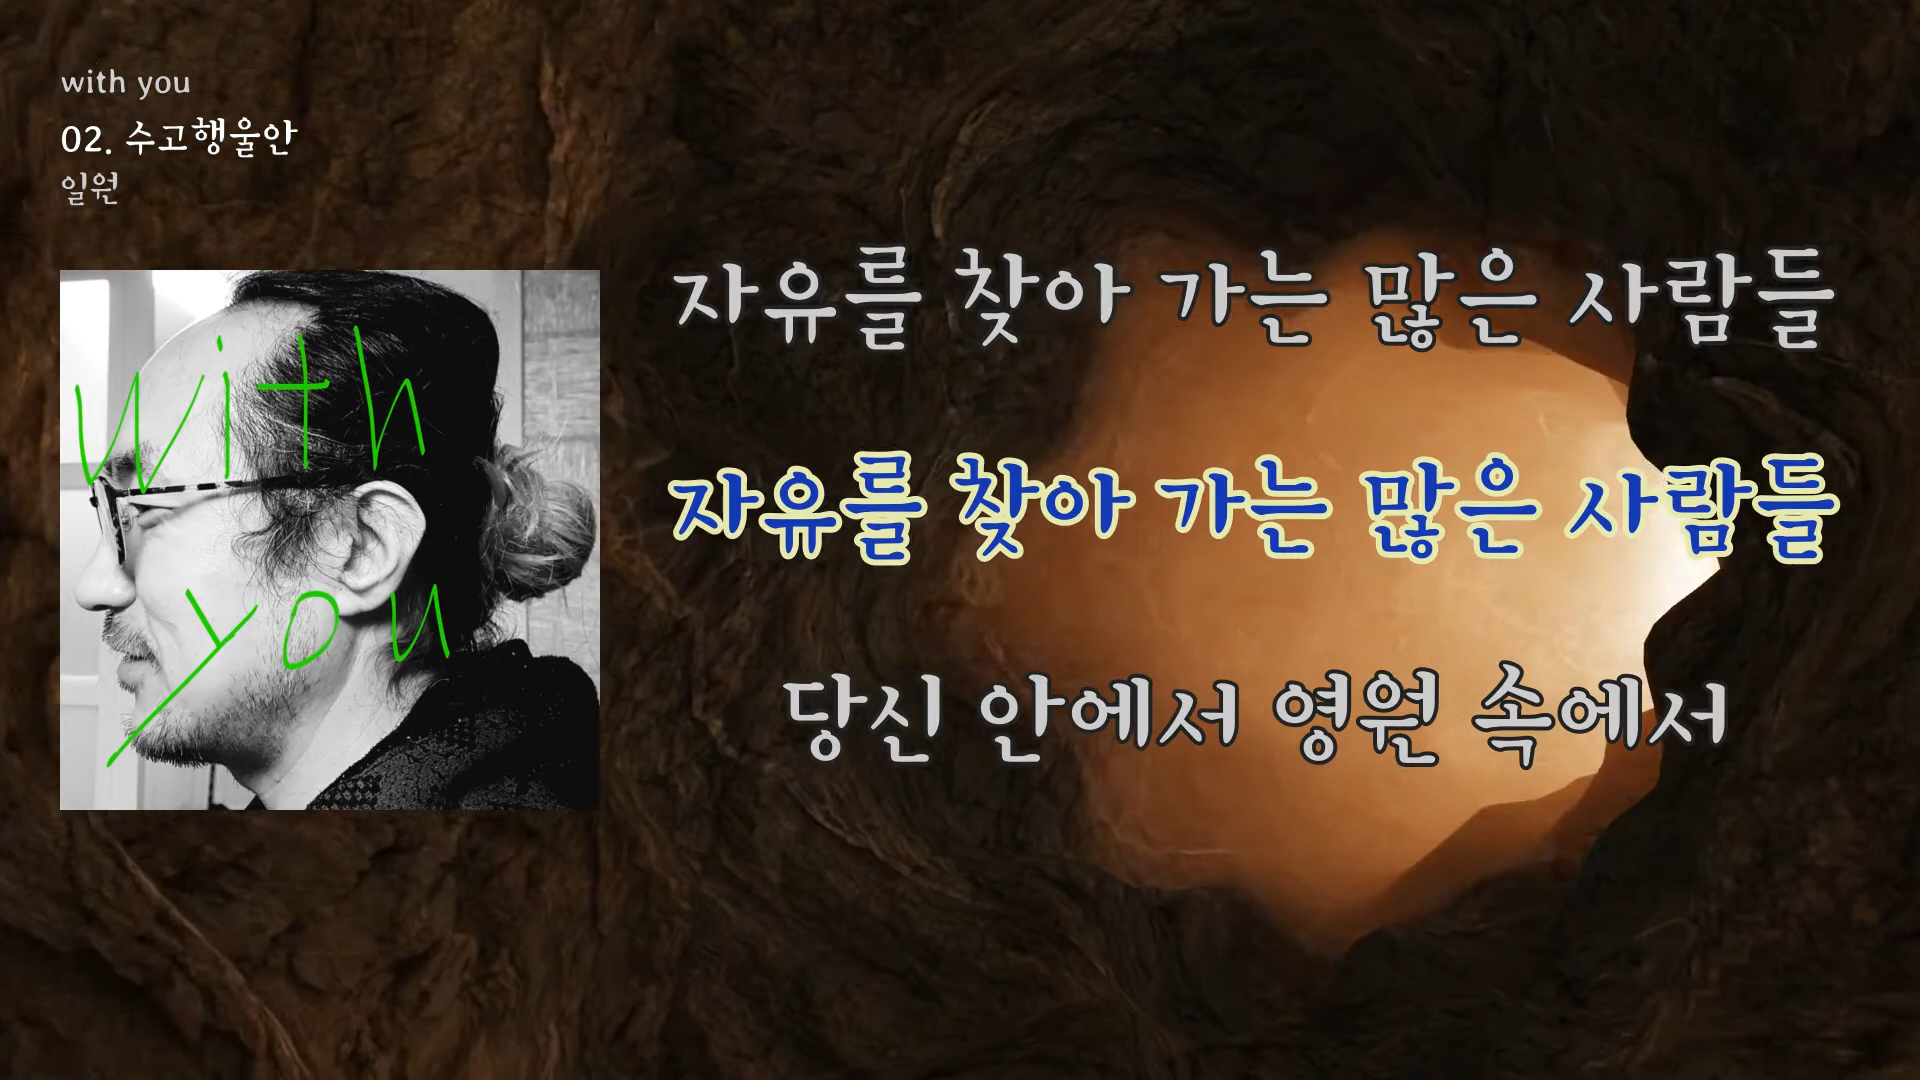 with you
02. 수고행울안
일원
with
you
자유를 찾아 가는 많은 사람들
자유를 찾아 가는 많은 사람들
당신 안에서 영원 속에서